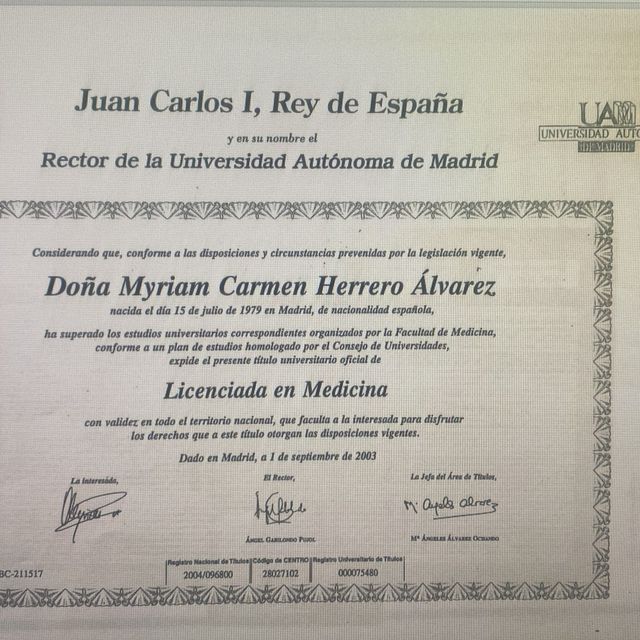 Juan Carlos I, Rey de España
y en su nombre el
Rector de la Universidad Autónoma de Madrid
UAM
UNIVERSIDAD AUTO
DE MADRID
Considerando que, conforme a las disposiciones y circunstancias prevenidas por la legislación vigente,
Doña Myriam Carmen Herrero Álvarez
nacida el día 15 de julio de 1979 en Madrid, de nacionalidad española,
ha superado los estudios universitarios correspondientes organizados por la Facultad de Medicina,
conforme a un plan de estudios homologado por el Consejo de Universidades,
expide el presente título universitario oficial de
Licenciada en Medicina
con validez en todo el territorio nacional, que faculta a la interesada para disfrutar
los derechos que a este título otorgan las disposiciones vigentes.
Dado en Madrid, a 1 de septiembre de 2003
La interesada, El Rector, La Jefa del Área de Títulos,
Mª Angeles Alvarez
ÁNGEL GABILONDO PUJOL Mª ÁNGELES ÁLVAREZ OCHANDO
Registro Nacional de Títulos Código de CENTRO Registro Universitario de Títulos
BC-211517 2004/096800 28027102 000075480